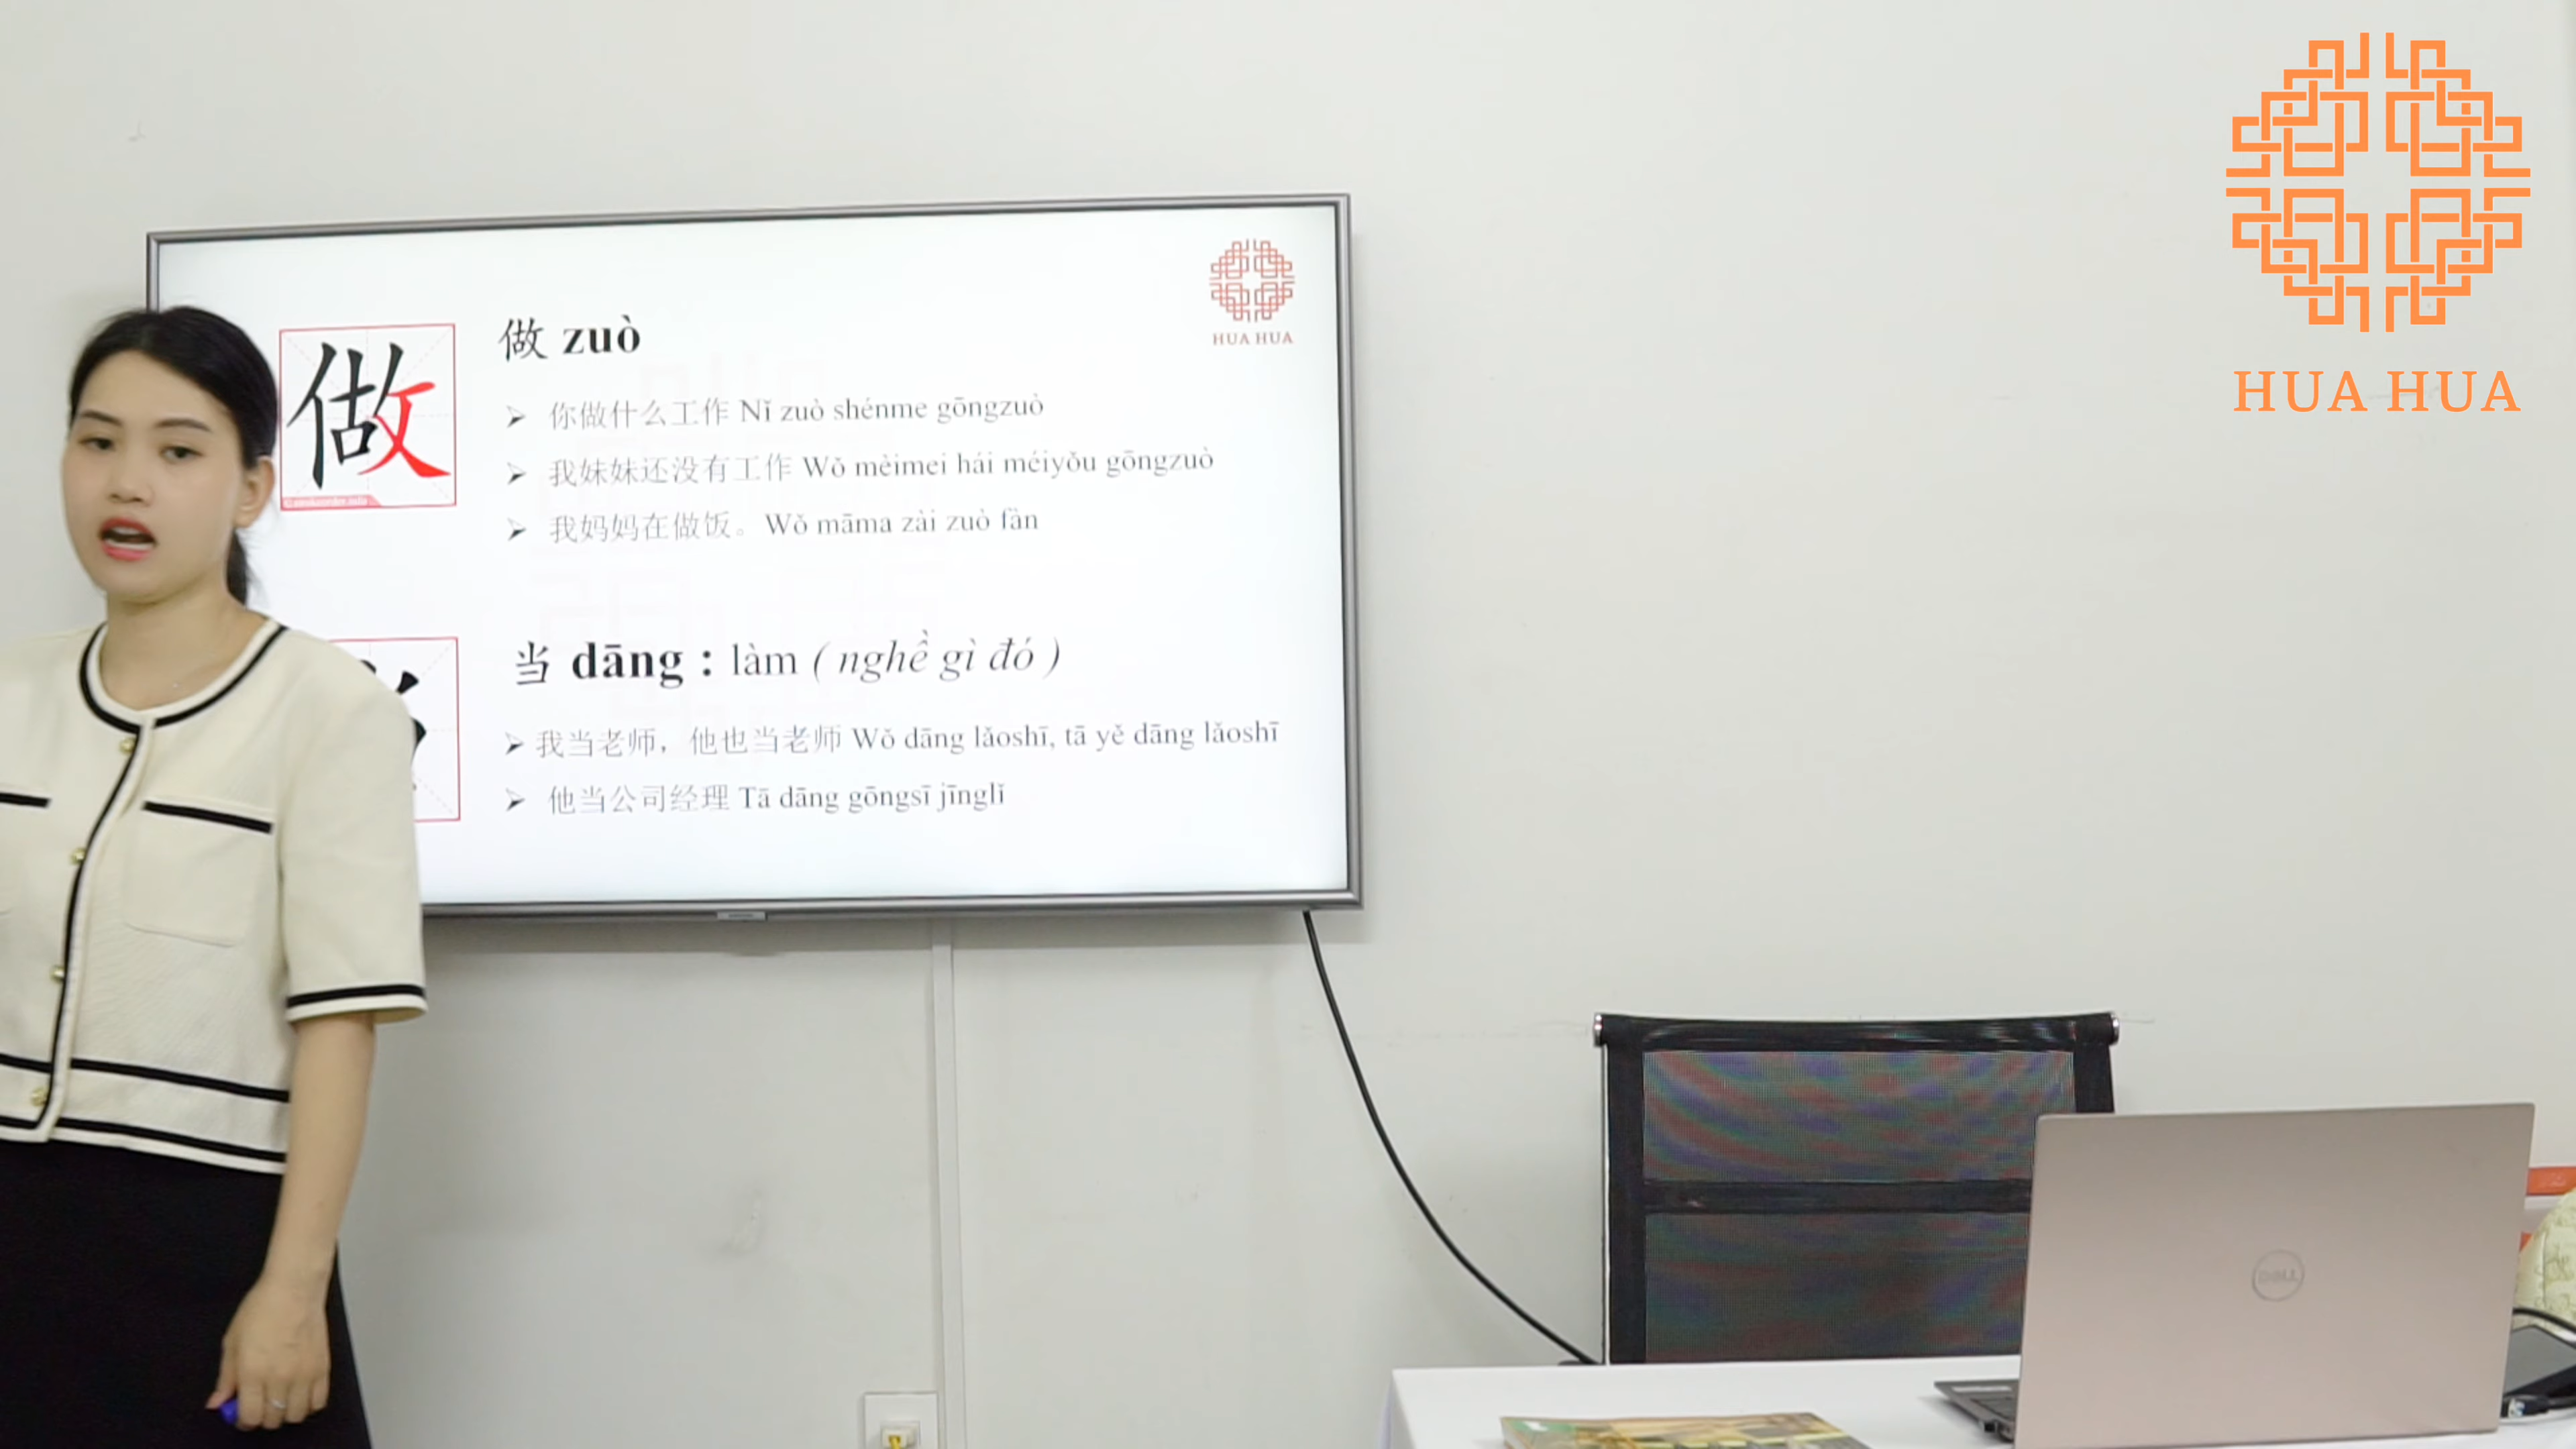 HUA HUA
HUA HUA
做
做 zuò
➢ 你做什么工作 Nǐ zuò shénme gōngzuò
➢ 我妹妹还没有工作 Wǒ mèimei hái méiyǒu gōngzuò
➢ 我妈妈在做饭。Wǒ māma zài zuò fàn
当 dāng : làm ( nghề gì đó )
➢ 我当老师，他也当老师 Wǒ dāng lǎoshī, tā yě dāng lǎoshī
➢ 他当公司经理 Tā dāng gōngsī jīnglǐ
DELL